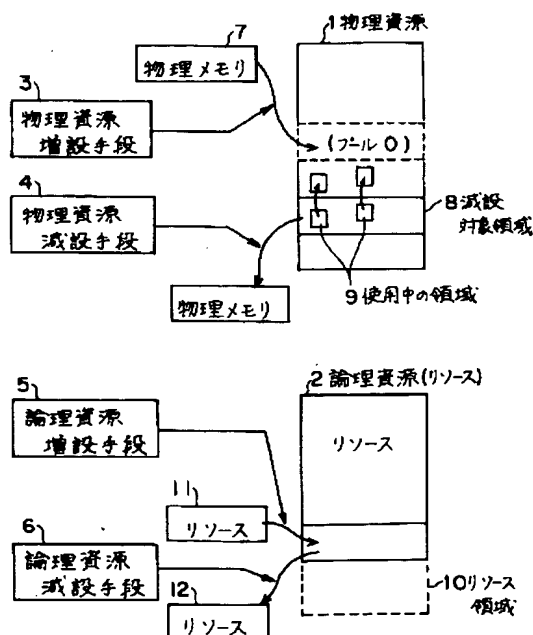 1 物理資源
7
物理メモリ
3
物理資源
増設手段
(プール 0)
4
物理資源
減設手段
8 減設
対象領域
9 使用中の領域
物理メモリ
2 論理資源(リソース)
5
論理資源
増設手段
リソース
11
リソース
6
論理資源
減設手段
10 リソース
領域
12
リソース